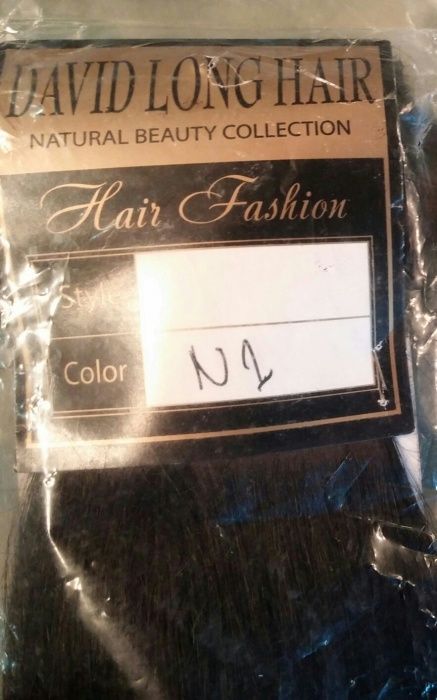 DAVID LONG HAIR
NATURAL BEAUTY COLLECTION
Hair Fashion
Style
Color N1